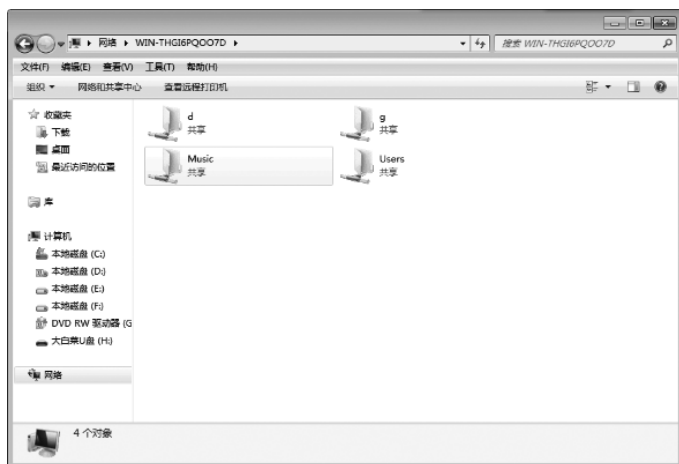 网络 WIN-THGI6PQOO7D
搜索 WIN-THGI6PQOO7D
文件(F) 编辑(E) 查看(V) 工具(T) 帮助(H)
组织 网络和共享中心 查看远程打印机
收藏夹
下载
桌面
最近访问的位置
库
计算机
本地磁盘 (C:)
本地磁盘 (D:)
本地磁盘 (E:)
本地磁盘 (F:)
DVD RW 驱动器 (G
大白菜U盘 (H:)
网络
d
共享
g
共享
Music
共享
Users
共享
4 个对象